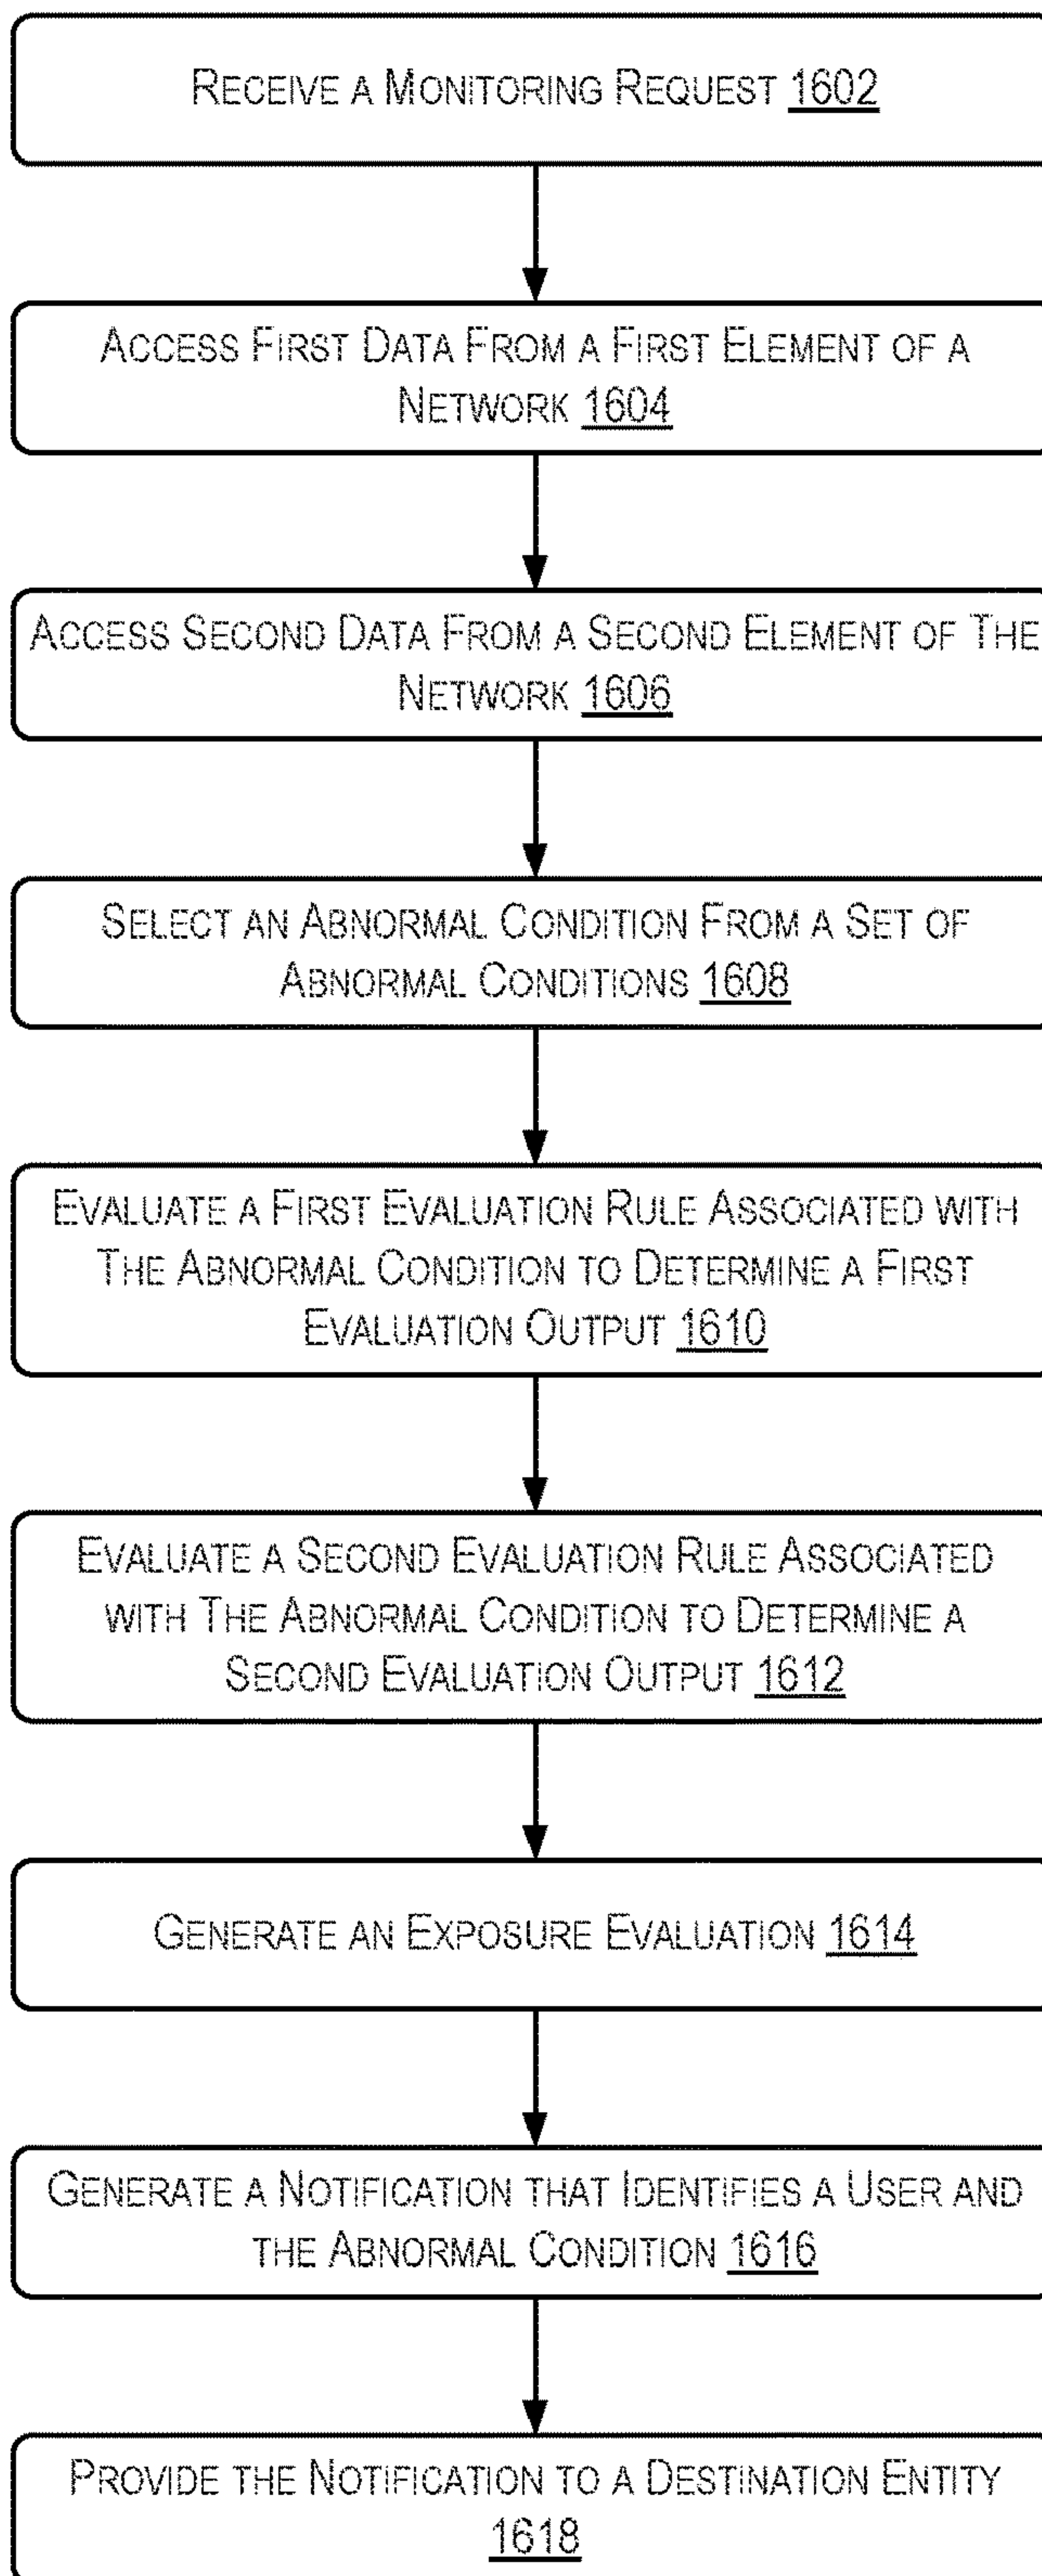 RECEIVE A MONITORING REQUEST 1602
ACCESS FIRST DATA FROM A FIRST ELEMENT OF A
NETWORK 1604
ACCESS SECOND DATA FROM A SECOND ELEMENT OF THE
NETWORK 1606
SELECT AN ABNORMAL CONDITION FROM A SET OF
ABNORMAL CONDITIONS 1608
EVALUATE A FIRST EVALUATION RULE ASSOCIATED WITH
THE ABNORMAL CONDITION TO DETERMINE A FIRST
EVALUATION OUTPUT 1610
EVALUATE A SECOND EVALUATION RULE ASSOCIATED
WITH THE ABNORMAL CONDITION TO DETERMINE A
SECOND EVALUATION OUTPUT 1612
GENERATE AN EXPOSURE EVALUATION 1614
GENERATE A NOTIFICATION THAT IDENTIFIES A USER AND
THE ABNORMAL CONDITION 1616
PROVIDE THE NOTIFICATION TO A DESTINATION ENTITY
1618